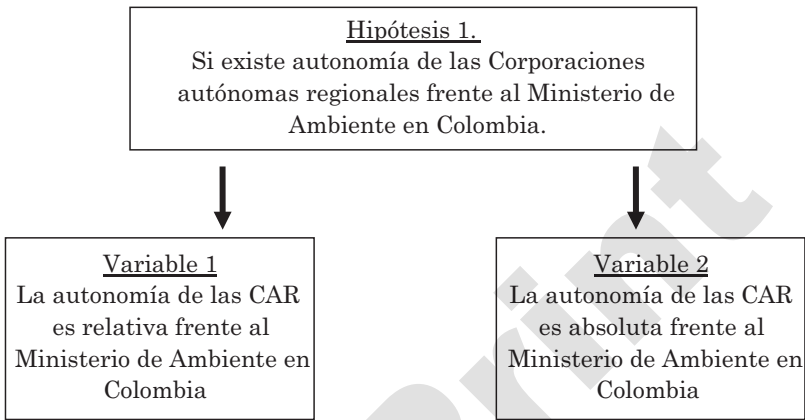 Hipótesis 1.
Si existe autonomía de las Corporaciones
autónomas regionales frente al Ministerio de
Ambiente en Colombia.
Variable 1
La autonomía de las CAR
es relativa frente al
Ministerio de Ambiente en
Colombia
Variable 2
La autonomía de las CAR
es absoluta frente al
Ministerio de Ambiente en
Colombia
Print